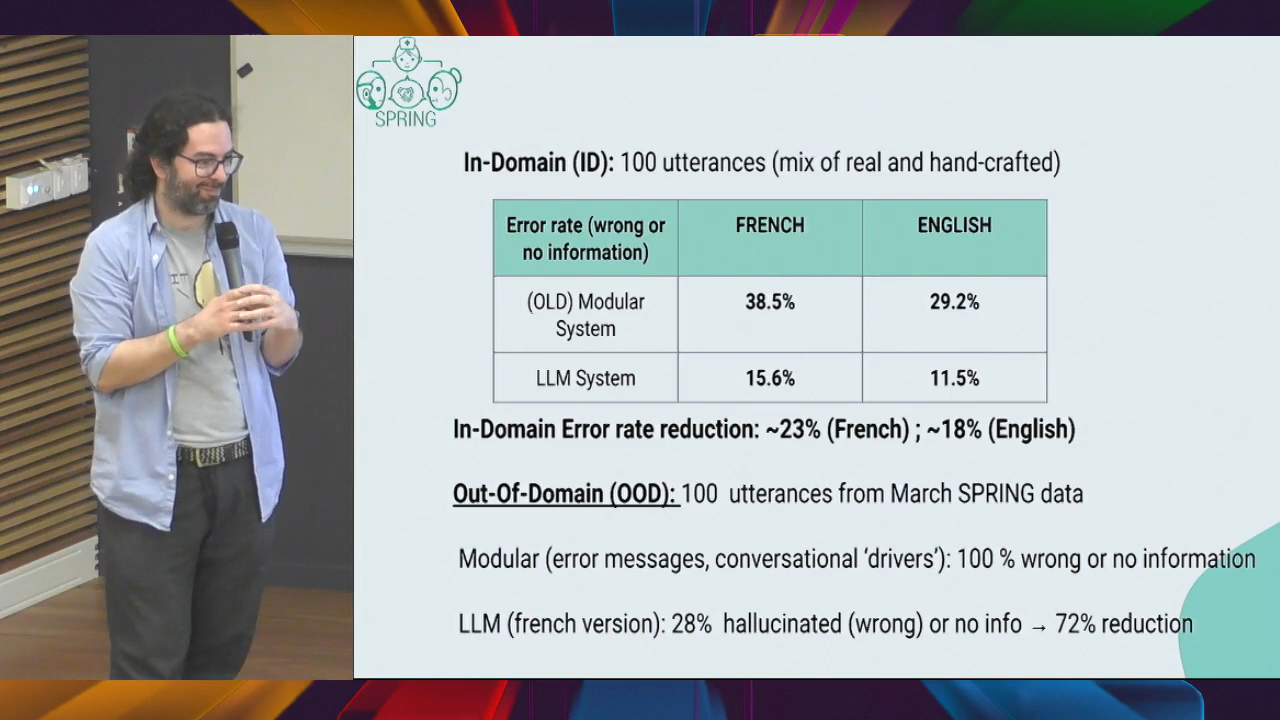 SPRING
In-Domain (ID): 100 utterances (mix of real and hand-crafted)
Error rate (wrong or
no information)
FRENCH
ENGLISH
(OLD) Modular
System
38.5%
29.2%
LLM System
15.6%
11.5%
In-Domain Error rate reduction: ~23% (French) ; ~18% (English)
Out-Of-Domain (OOD): 100 utterances from March SPRING data
Modular (error messages, conversational ‘drivers’): 100 % wrong or no information
LLM (french version): 28% hallucinated (wrong) or no info → 72% reduction